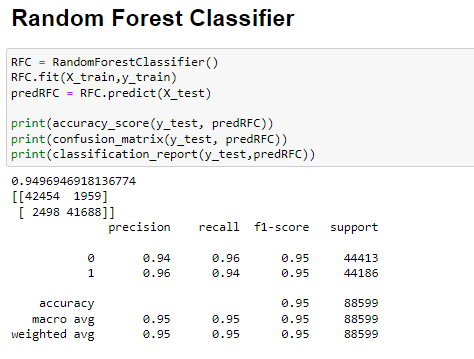 Random Forest Classifier
RFC = RandomForestClassifier()
RFC.fit(X_train,y_train)
predRFC = RFC.predict(X_test)
print(accuracy_score(y_test, predRFC))
print(confusion_matrix(y_test, predRFC))
print(classification_report(y_test,predRFC))
0.9496946918136774
[[42454 1959]
[ 2498 41688]]
precision recall f1-score support
0 0.94 0.96 0.95 44413
1 0.96 0.94 0.95 44186
accuracy 0.95 88599
macro avg 0.95 0.95 0.95 88599
weighted avg 0.95 0.95 0.95 88599